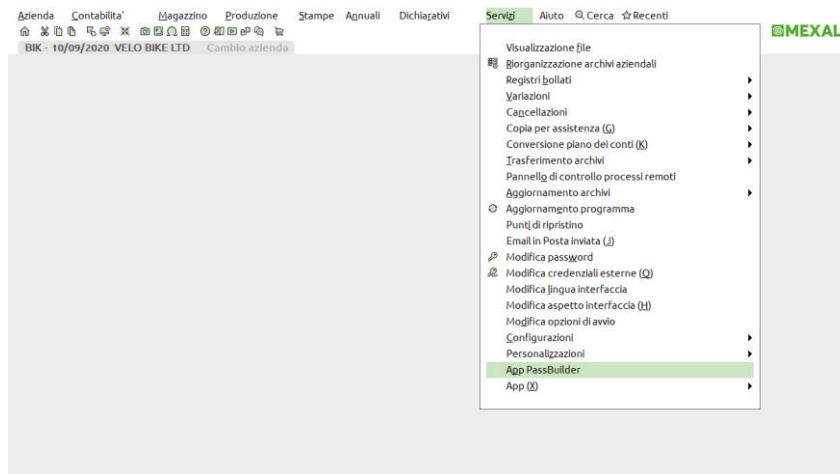 Azienda Contabilita' Magazzino Produzione Stampe Annuali Dichiarativi Servizi Aiuto Cerca Recenti
MEXAL
BIK - 10/09/2020 VELO BIKE LTD Cambio azienda
Visualizzazione file
Riorganizzazione archivi aziendali
Registri bollati
Variazioni
Cancellazioni
Copia per assistenza (G)
Conversione piano dei conti (K)
Trasferimento archivi
Pannello di controllo processi remoti
Aggiornamento archivi
Aggiornamento programma
Punti di ripristino
Email in Posta inviata (J)
Modifica password
Modifica credenziali esterne (Q)
Modifica lingua interfaccia
Modifica aspetto interfaccia (H)
Modifica opzioni di avvio
Configurazioni
Personalizzazioni
App PassBuilder
App (X)